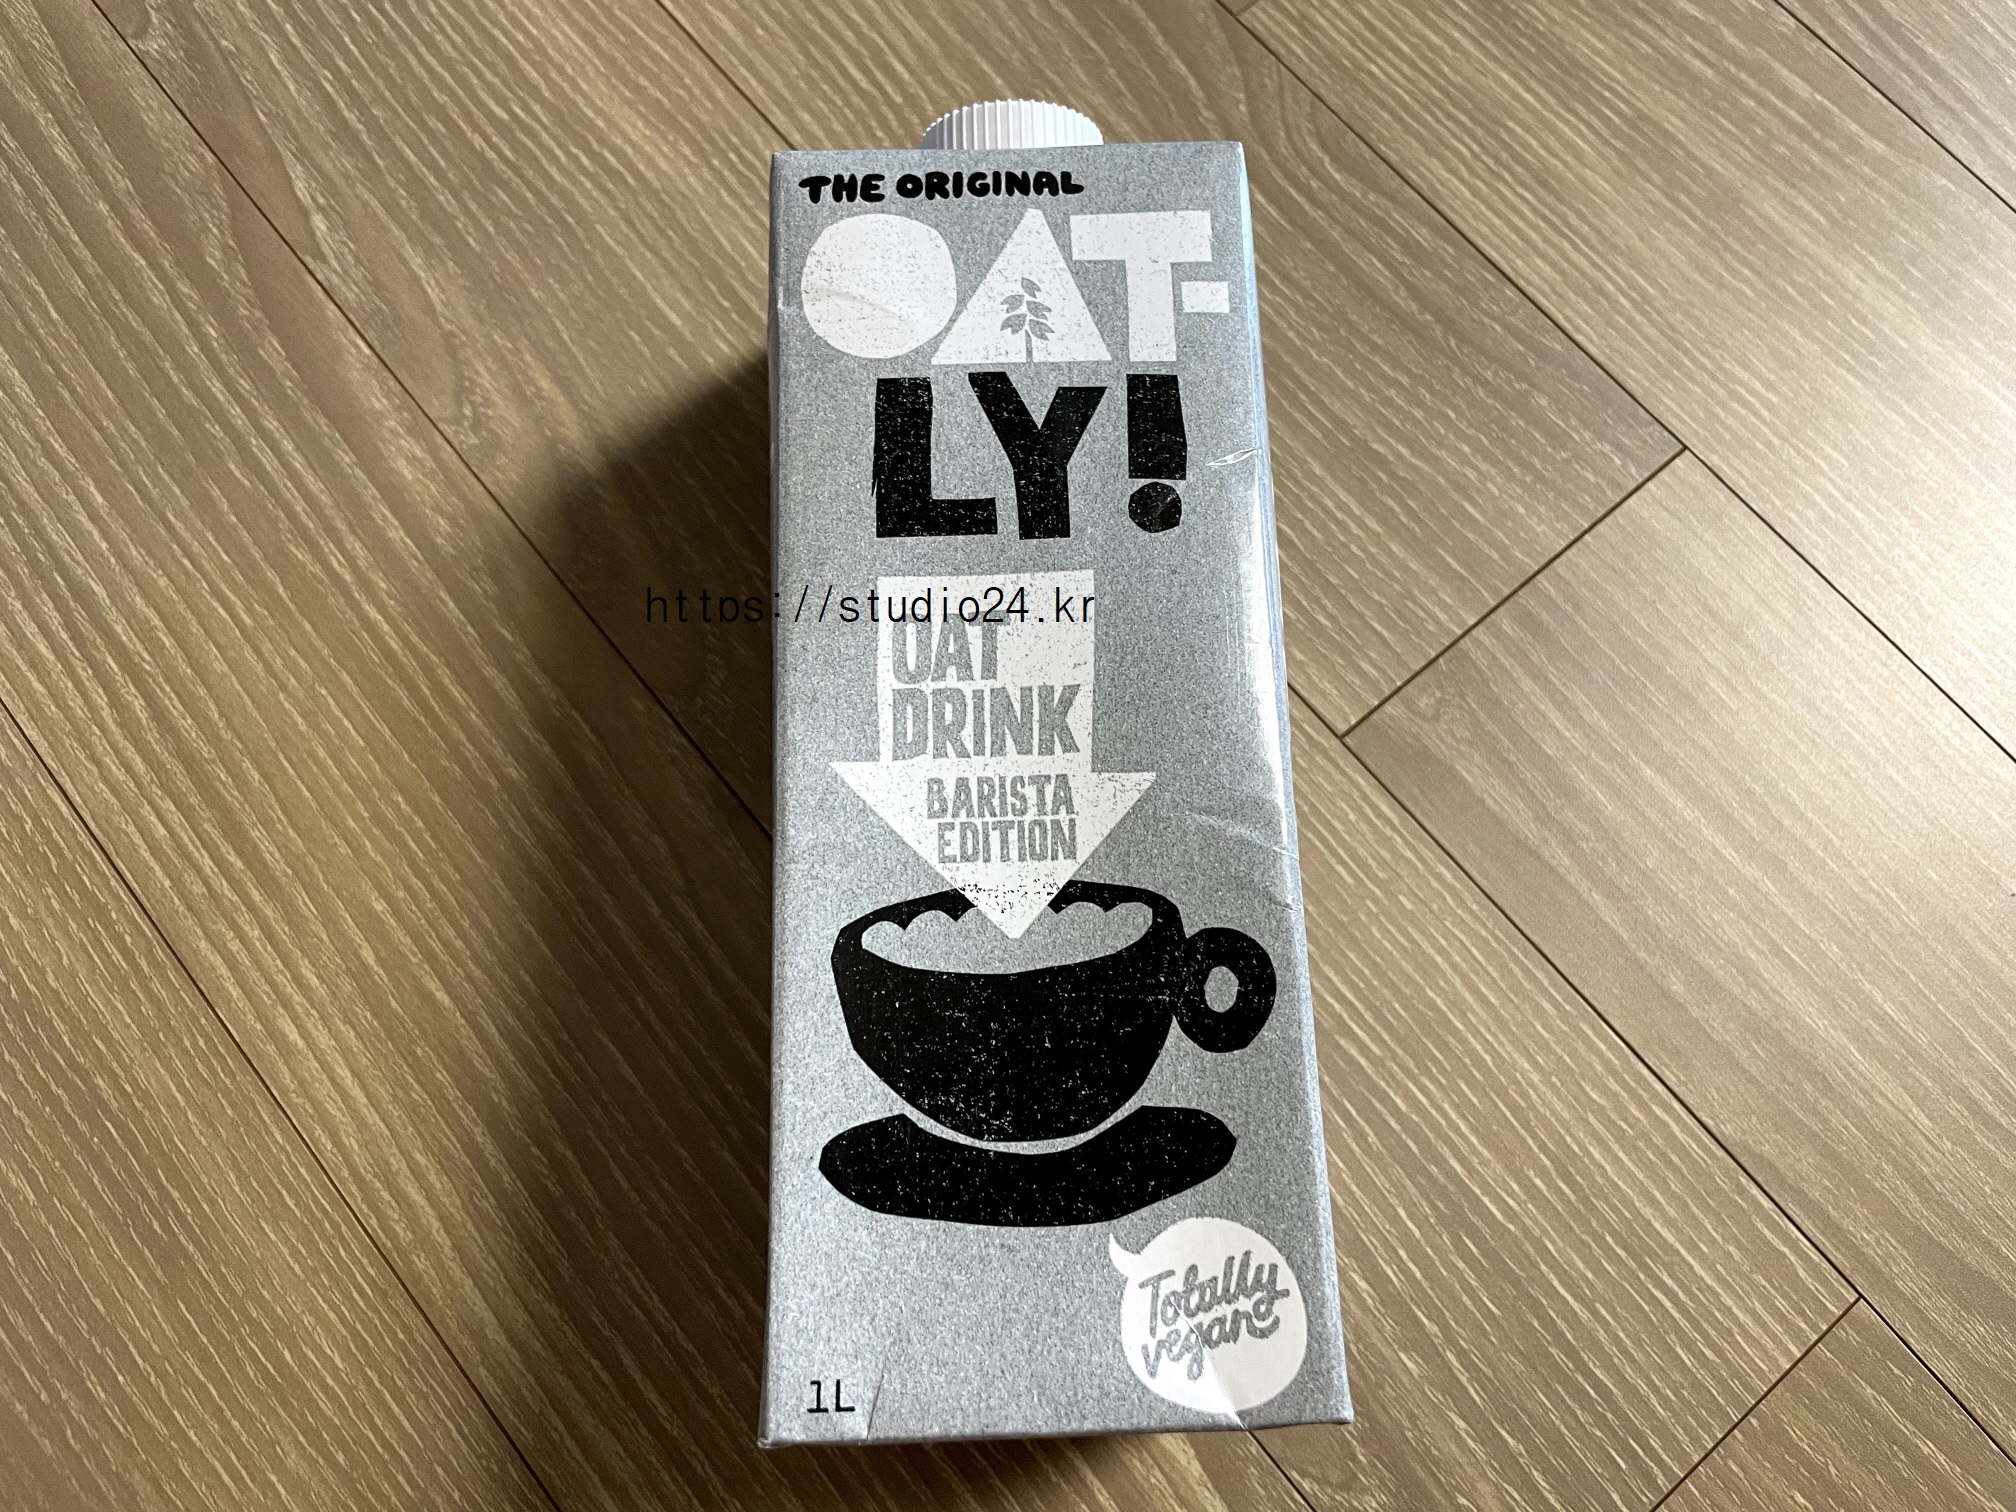 THE ORIGINAL
OAT-
LY!
https://studio24.kr
OAT
DRINK
BARISTA
EDITION
Totally
vegan
1L